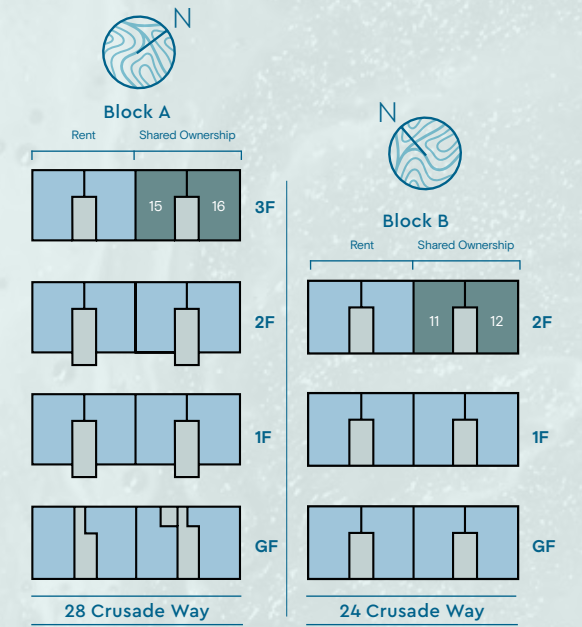 N
Block A
Rent Shared Ownership
15 16 3F
2F
1F
GF
28 Crusade Way
N
Block B
Rent Shared Ownership
11 12 2F
1F
GF
24 Crusade Way